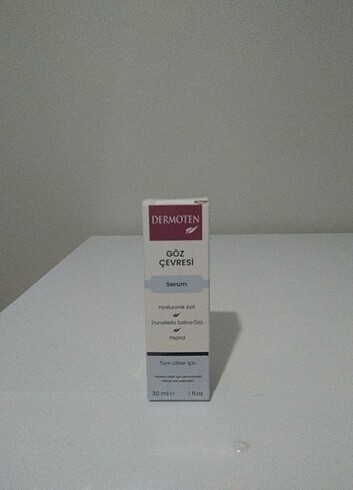 DERMOTEN
GÖZ
ÇEVRESİ
Serum
Hyaluronik Asit
Dunaliella Salina Özü
Peptid
Tüm ciltler için
30 ml e 1 fl oz